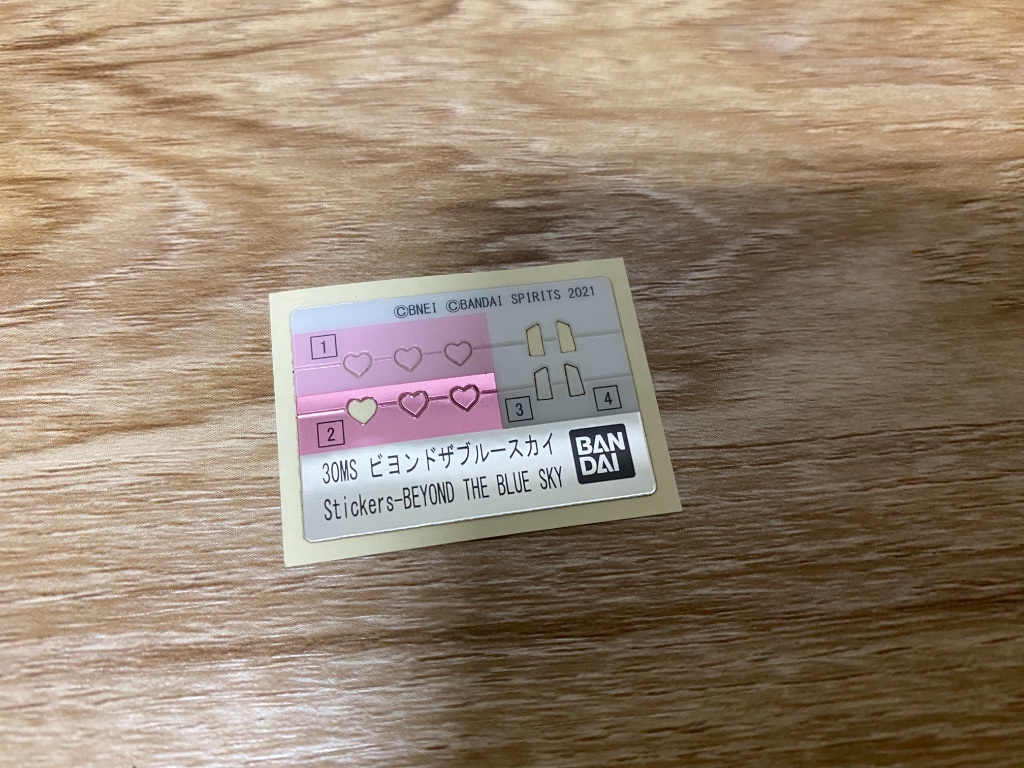 ©BNEI ©BANDAI SPIRITS 2021
1
2
3
4
30MS ビヨンドザブルースカイ
Stickers-BEYOND THE BLUE SKY
BAN
DAI